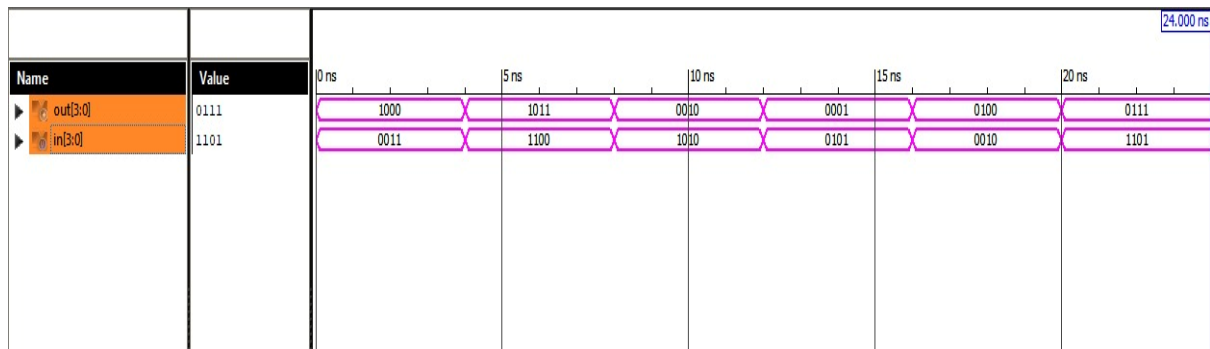 24.000 ns
Name Value 0 ns 5 ns 10 ns 15 ns 20 ns
out[3:0] 0111 1000 1011 0010 0001 0100 0111
in[3:0] 1101 0011 1100 1010 0101 0010 1101